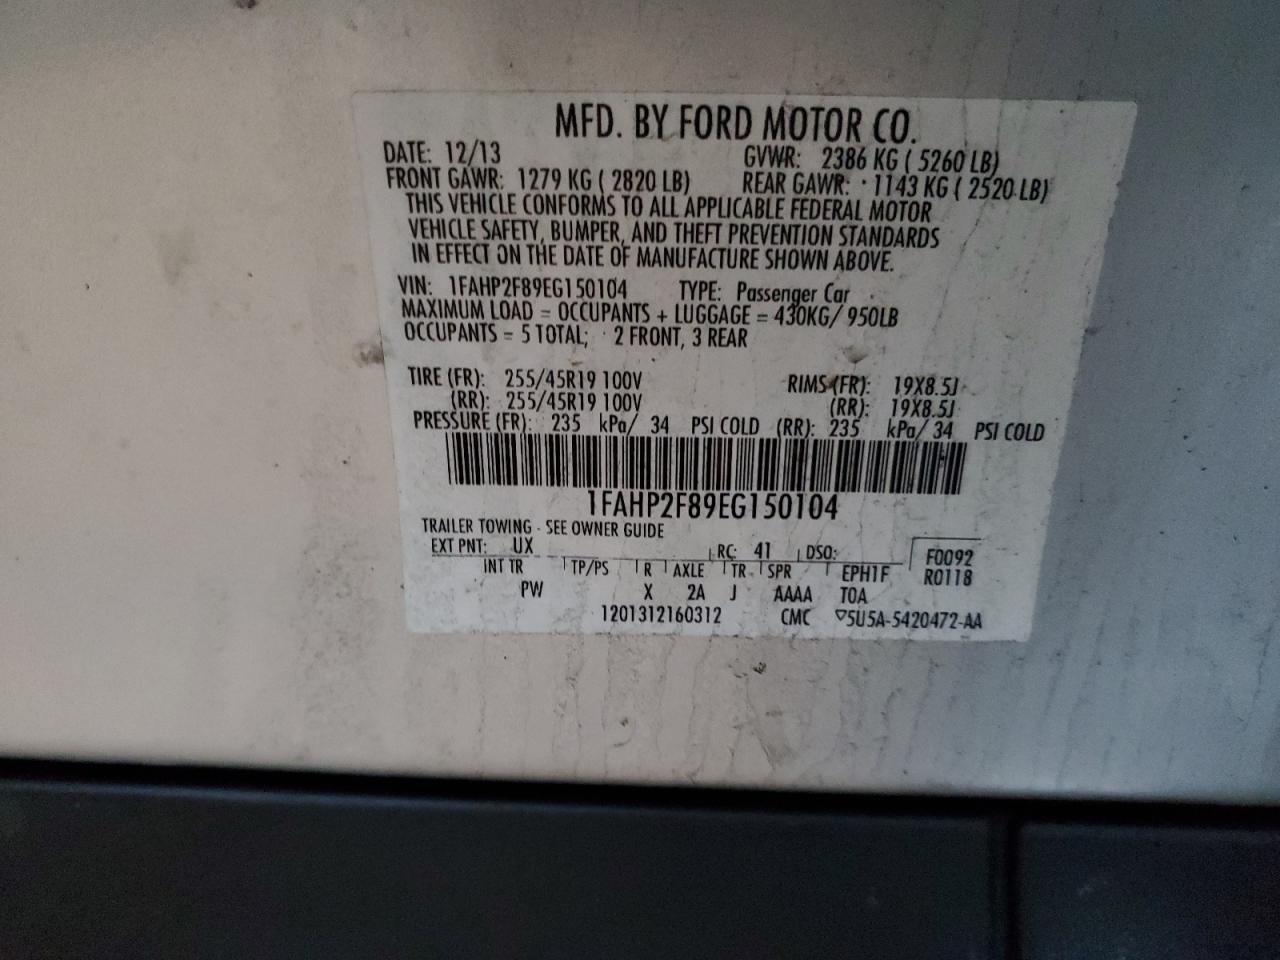 MFD. BY FORD MOTOR CO.
DATE: 12/13 GVWR: 2386 KG ( 5260 LB)
FRONT GAWR: 1279 KG ( 2820 LB) REAR GAWR: 1143 KG ( 2520 LB)
THIS VEHICLE CONFORMS TO ALL APPLICABLE FEDERAL MOTOR
VEHICLE SAFETY, BUMPER, AND THEFT PREVENTION STANDARDS
IN EFFECT ON THE DATE OF MANUFACTURE SHOWN ABOVE.
VIN: 1FAHP2F89EG150104 TYPE: Passenger Car
MAXIMUM LOAD = OCCUPANTS + LUGGAGE = 430KG/ 950LB
OCCUPANTS = 5 TOTAL; 2 FRONT, 3 REAR
TIRE (FR): 255/45R19 100V RIMS (FR): 19X8.5J
(RR): 255/45R19 100V (RR): 19X8.5J
PRESSURE (FR): 235 kPa/ 34 PSI COLD (RR): 235 kPa/ 34 PSI COLD
1FAHP2F89EG150104
TRAILER TOWING - SEE OWNER GUIDE
EXT PNT: UX RC: 41 DSO: F0092
INT TR TP/PS R AXLE TR SPR EPH1F R0118
PW X 2A J AAAA T0A
1201312160312 CMC ▽5U5A-5420472-AA